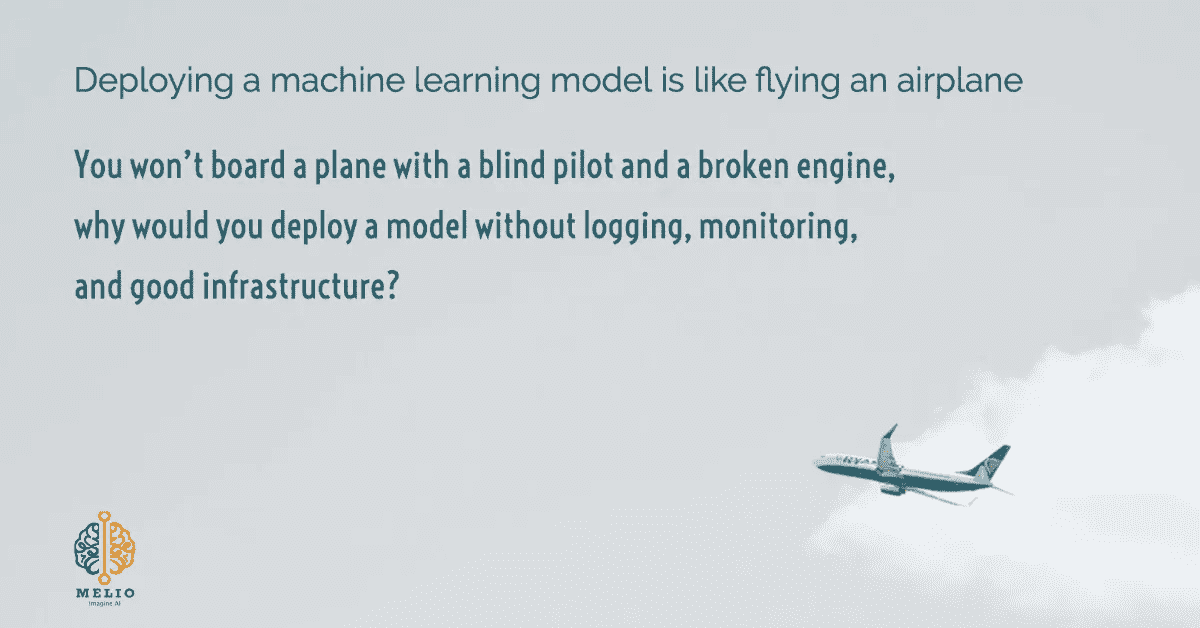 Deploying a machine learning model is like flying an airplane
You won’t board a plane with a blind pilot and a broken engine,
why would you deploy a model without logging, monitoring,
and good infrastructure?
MELIO
Imagine AI